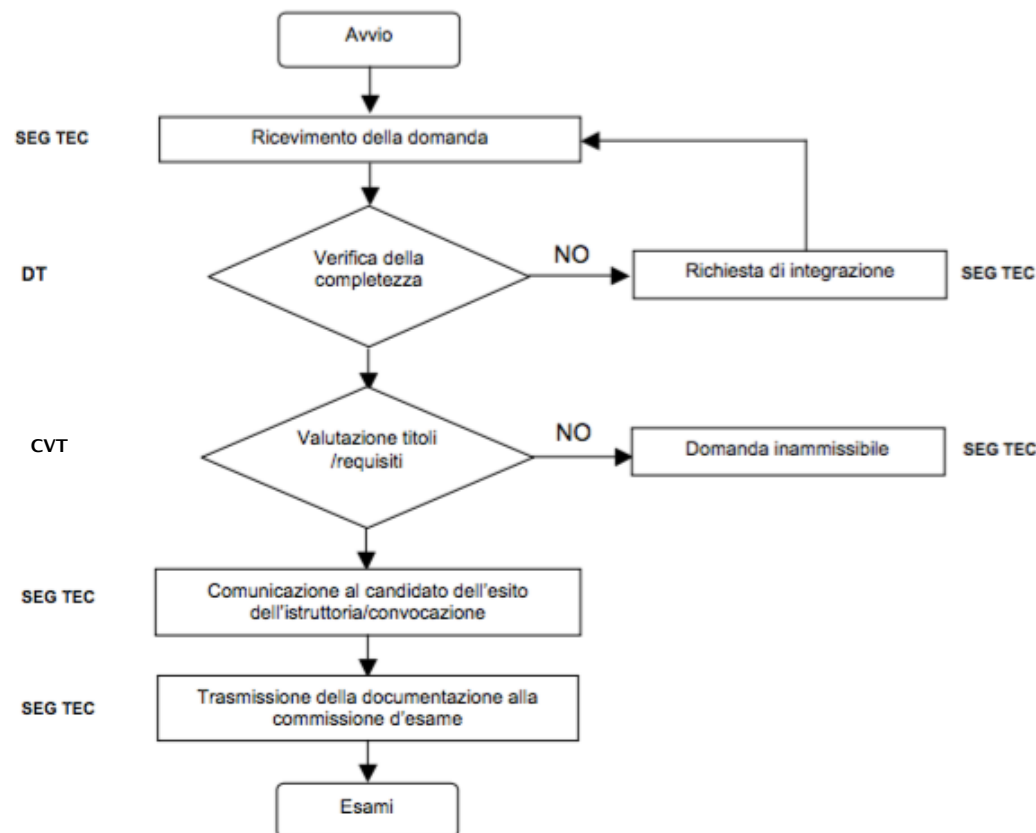 Avvio
SEG TEC
Ricevimento della domanda
DT
Verifica della
completezza
NO
Richiesta di integrazione
SEG TEC
CVT
Valutazione titoli
/requisiti
NO
Domanda inammissibile
SEG TEC
SEG TEC
Comunicazione al candidato dell'esito
dell'istruttoria/convocazione
SEG TEC
Trasmissione della documentazione alla
commissione d'esame
Esami